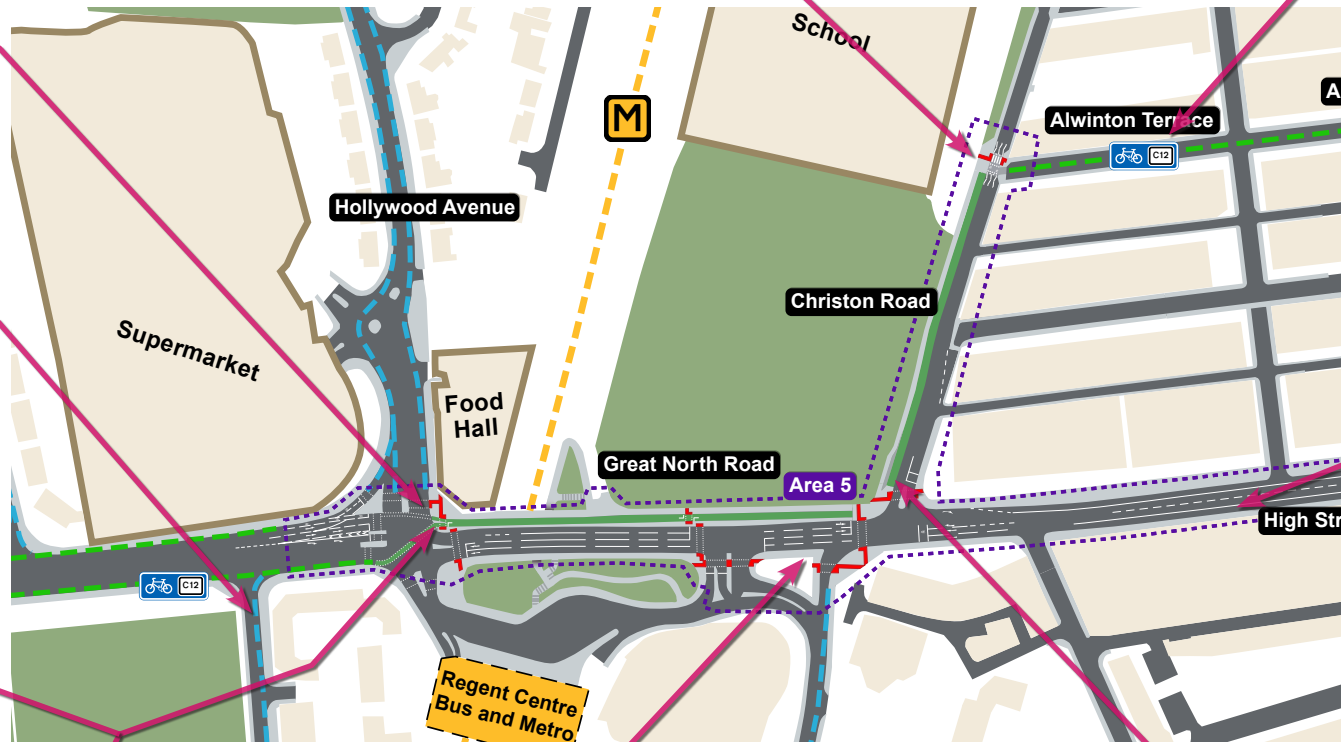 School
M
Alwinton Terrace
C12
A
Hollywood Avenue
Christon Road
Supermarket
Food
Hall
Great North Road
Area 5
High Str
C12
Regent Centre
Bus and Metro